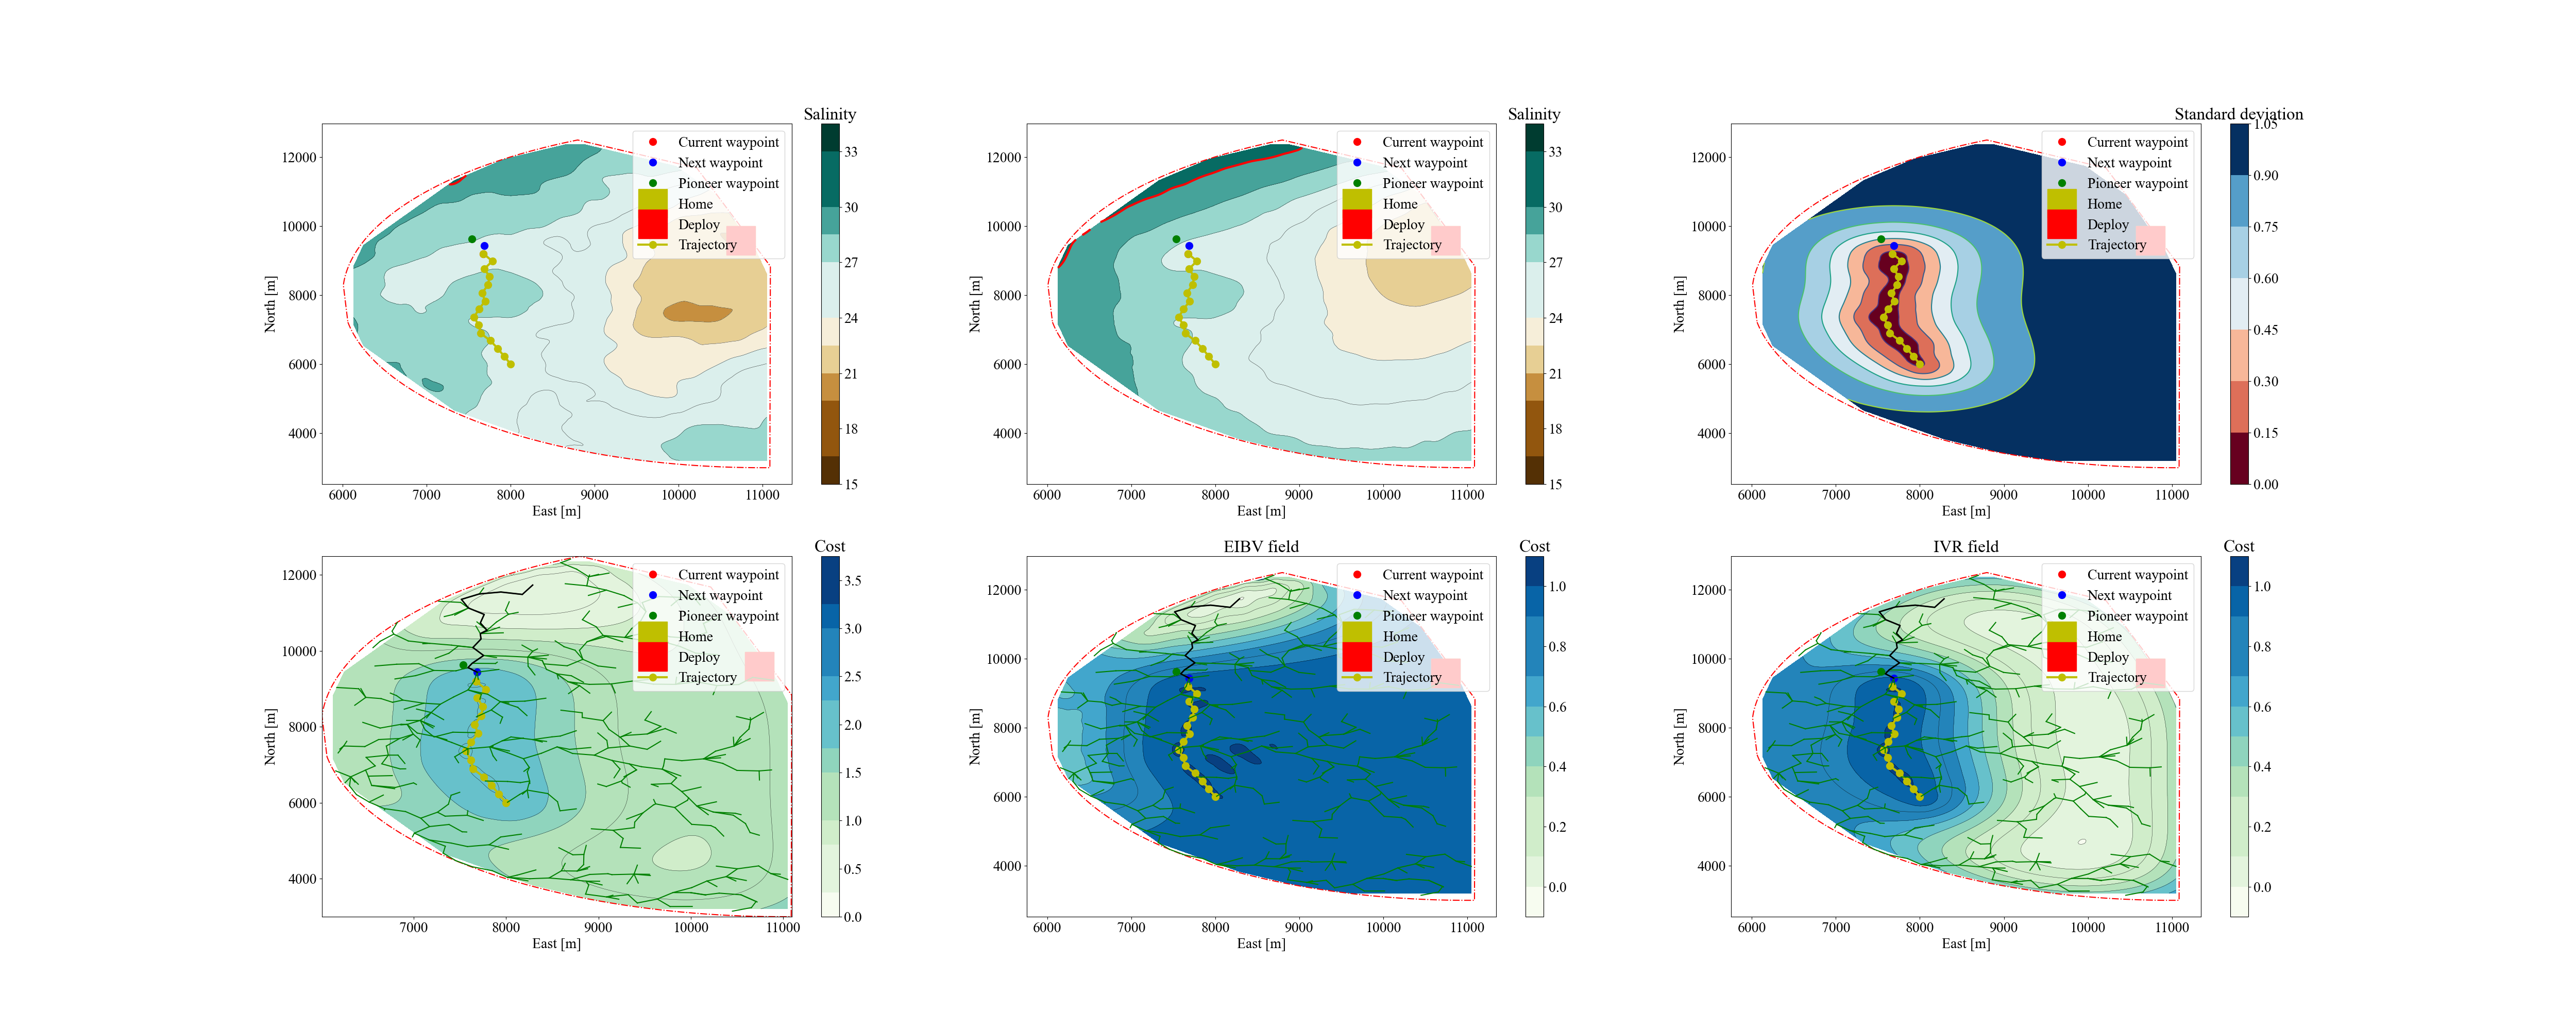 Salinity
12000
10000
8000
6000
4000
North [m]
6000 7000 8000 9000 10000 11000
East [m]
Current waypoint
Next waypoint
Pioneer waypoint
Home
Deploy
Trajectory
33
30
27
24
21
18
15
Salinity
12000
10000
8000
6000
4000
North [m]
6000 7000 8000 9000 10000 11000
East [m]
Current waypoint
Next waypoint
Pioneer waypoint
Home
Deploy
Trajectory
33
30
27
24
21
18
15
Standard deviation
12000
10000
8000
6000
4000
North [m]
6000 7000 8000 9000 10000 11000
East [m]
Current waypoint
Next waypoint
Pioneer waypoint
Home
Deploy
Trajectory
1.05
0.90
0.75
0.60
0.45
0.30
0.15
0.00
Cost
12000
10000
8000
6000
4000
North [m]
7000 8000 9000 10000 11000
East [m]
Current waypoint
Next waypoint
Pioneer waypoint
Home
Deploy
Trajectory
3.5
3.0
2.5
2.0
1.5
1.0
0.5
0.0
EIBV field
Cost
12000
10000
8000
6000
4000
North [m]
6000 7000 8000 9000 10000 11000
East [m]
Current waypoint
Next waypoint
Pioneer waypoint
Home
Deploy
Trajectory
1.0
0.8
0.6
0.4
0.2
0.0
IVR field
Cost
12000
10000
8000
6000
4000
North [m]
6000 7000 8000 9000 10000 11000
East [m]
Current waypoint
Next waypoint
Pioneer waypoint
Home
Deploy
Trajectory
1.0
0.8
0.6
0.4
0.2
0.0